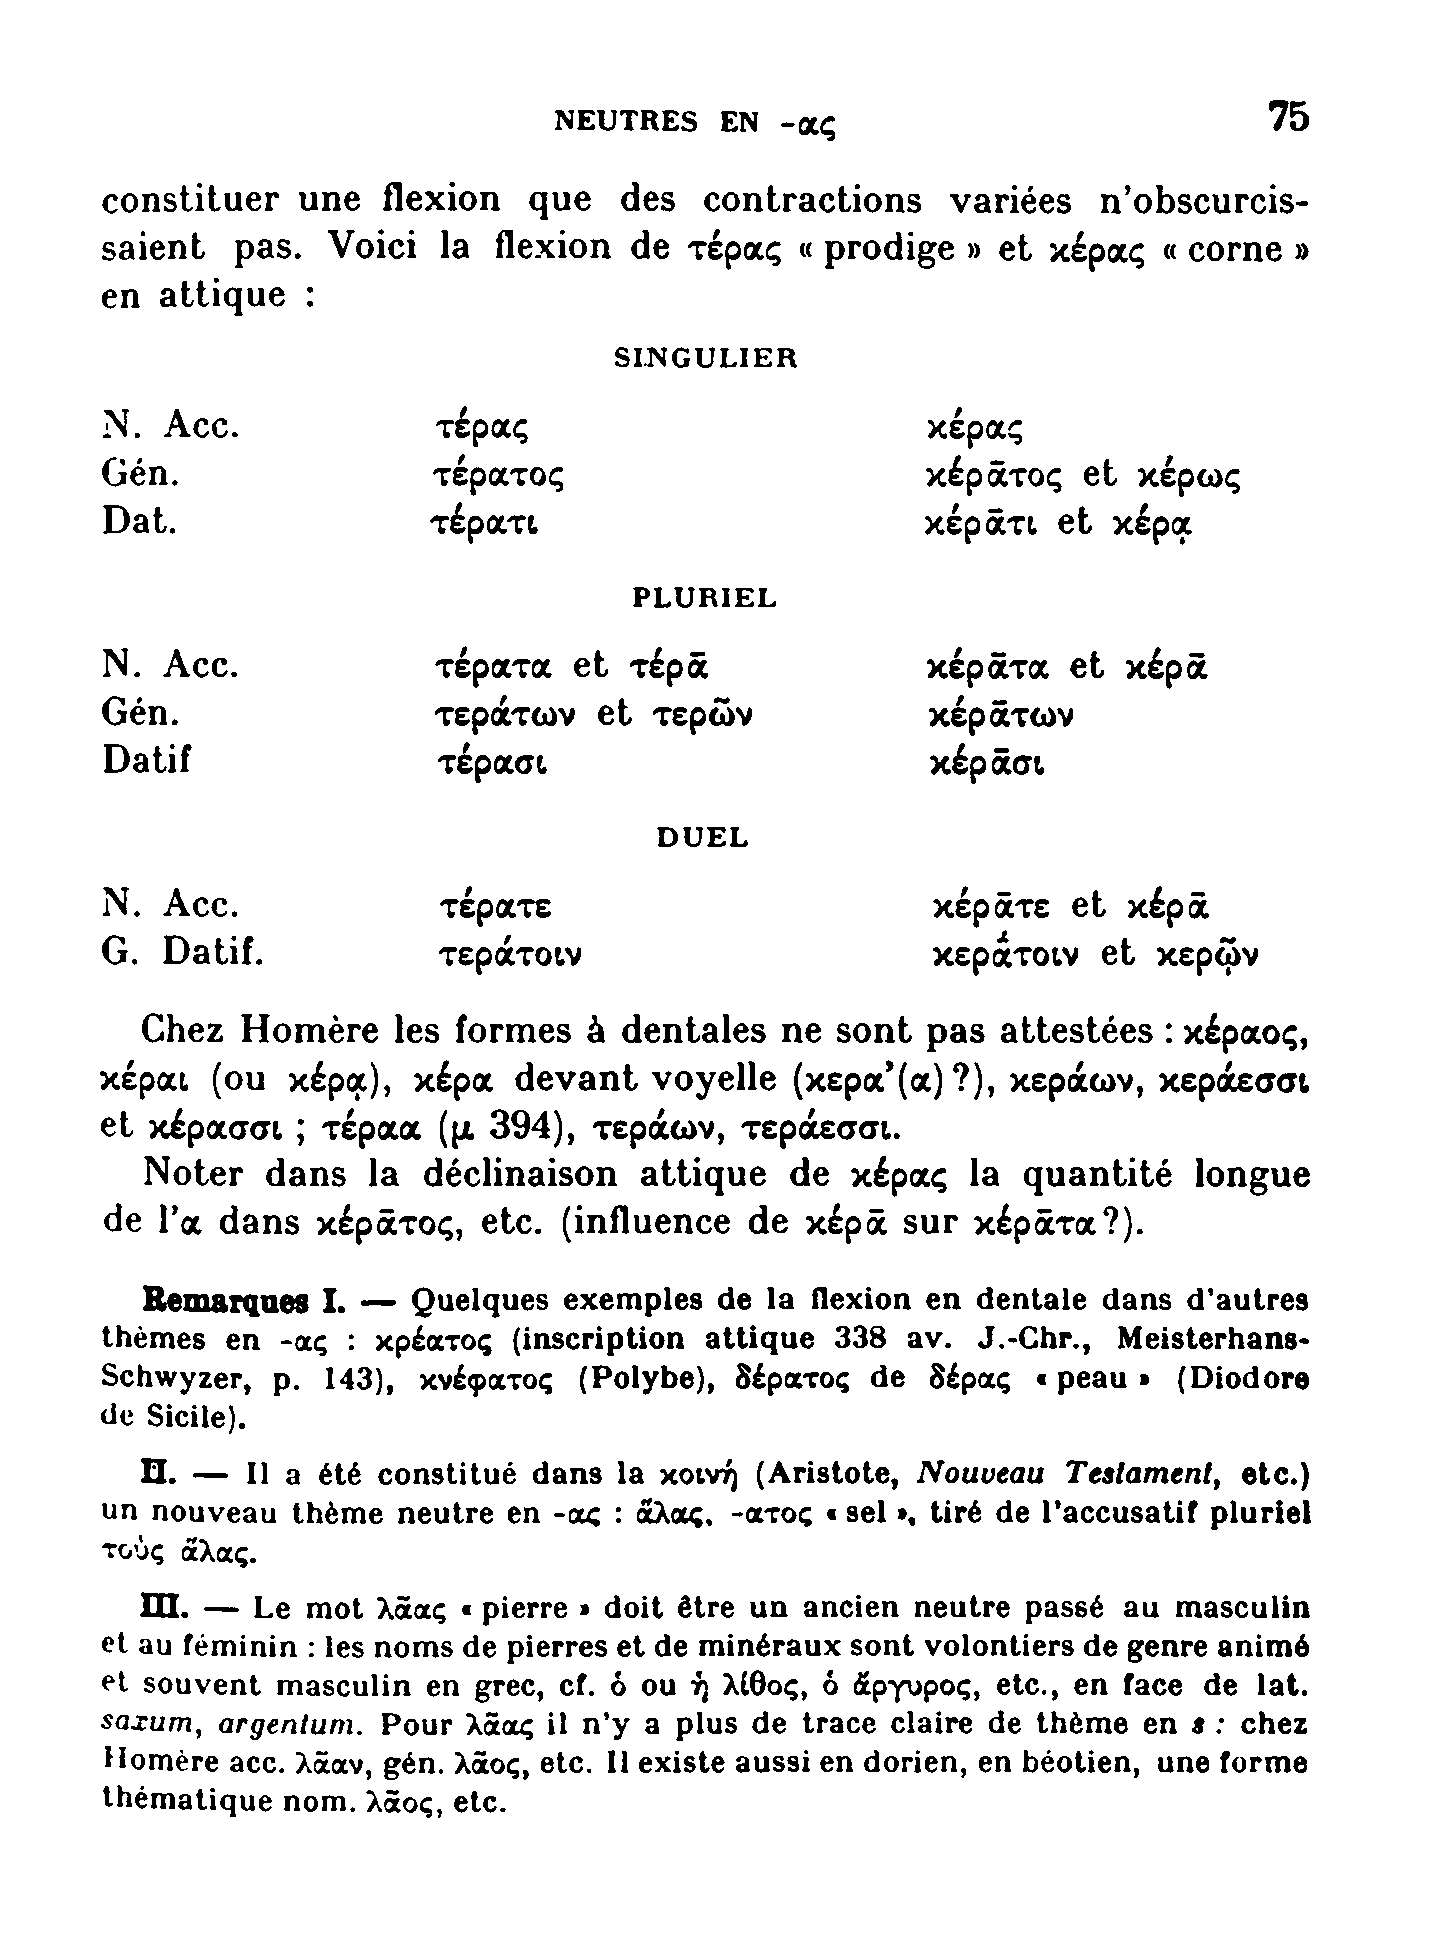 NEUTRES EN -ας 75
constituer une flexion que des contractions variées n'obscurcis-
saient pas. Voici la flexion de τέρας « prodige » et κέρας « corne »
en attique :
SINGULIER
N. Acc. τέρας κέρας
Gén. τέρατος κέρᾱτος et κέρως
Dat. τέρατι κέρᾱτι et κέρᾳ
PLURIEL
N. Acc. τέρατα et τέρᾱ κέρᾱτα et κέρᾱ
Gén. τεράτων et τερῶν κέρᾱτων
Datif τέρασι κέρᾱσι
DUEL
N. Acc. τέρατε κέρᾱτε et κέρᾱ
G. Datif. τεράτοιν κερᾱ́τοιν et κερῷν
Chez Homère les formes à dentales ne sont pas attestées : κέραος,
κέραι (ou κέρᾳ), κέρα devant voyelle (κερα'(α) ?), κεράων, κεράεσσι
et κέρασσι ; τέραα (μ 394), τεράων, τεράεσσι.
Noter dans la déclinaison attique de κέρας la quantité longue
de l'α dans κέρᾱτος, etc. (influence de κέρᾱ sur κέρᾱτα ?).
Remarques I. — Quelques exemples de la flexion en dentale dans d'autres
thèmes en -ας : κρέατος (inscription attique 338 av. J.-Chr., Meisterhans-
Schwyzer, p. 143), κνέφατος (Polybe), δέρατος de δέρας « peau » (Diodore
de Sicile).
II. — Il a été constitué dans la κοινή (Aristote, Nouveau Testament, etc.)
un nouveau thème neutre en -ας : ἅλας, -ατος « sel », tiré de l'accusatif pluriel
τοὺς ἅλας.
III. — Le mot λᾶας « pierre » doit être un ancien neutre passé au masculin
et au féminin : les noms de pierres et de minéraux sont volontiers de genre animé
et souvent masculin en grec, cf. ὁ ou ἡ λίθος, ὁ ἄργυρος, etc., en face de lat.
saxum, argentum. Pour λᾶας il n'y a plus de trace claire de thème en s : chez
Homère acc. λᾶαν, gén. λᾶος, etc. Il existe aussi en dorien, en béotien, une forme
thématique nom. λᾶος, etc.